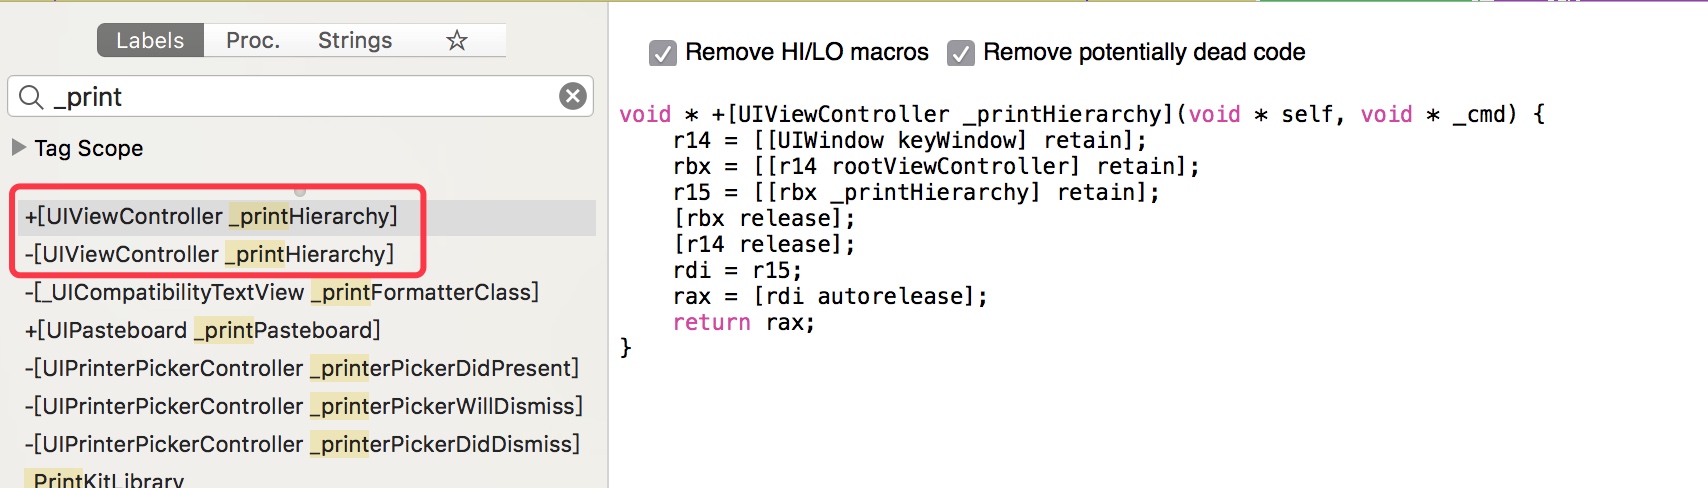 Labels Proc. Strings
_print
Tag Scope
+[UIViewController _printHierarchy]
-[UIViewController _printHierarchy]
-[_UICompatibilityTextView _printFormatterClass]
+[UIPasteboard _printPasteboard]
-[UIPrinterPickerController _printerPickerDidPresent]
-[UIPrinterPickerController _printerPickerWillDismiss]
-[UIPrinterPickerController _printerPickerDidDismiss]
PrintKitLibrary
Remove HI/LO macros Remove potentially dead code
void * +[UIViewController _printHierarchy](void * self, void * _cmd) {
    r14 = [[UIWindow keyWindow] retain];
    rbx = [[r14 rootViewController] retain];
    r15 = [[rbx _printHierarchy] retain];
    [rbx release];
    [r14 release];
    rdi = r15;
    rax = [rdi autorelease];
    return rax;
}